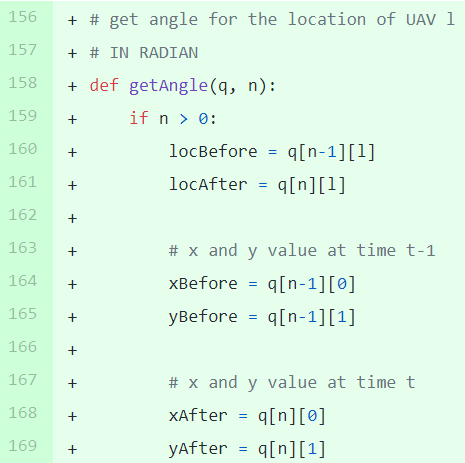 156 + # get angle for the location of UAV l
157 + # IN RADIAN
158 + def getAngle(q, n):
159 +     if n > 0:
160 +         locBefore = q[n-1][l]
161 +         locAfter = q[n][l]
162 +
163 +         # x and y value at time t-1
164 +         xBefore = q[n-1][0]
165 +         yBefore = q[n-1][1]
166 +
167 +         # x and y value at time t
168 +         xAfter = q[n][0]
169 +         yAfter = q[n][1]